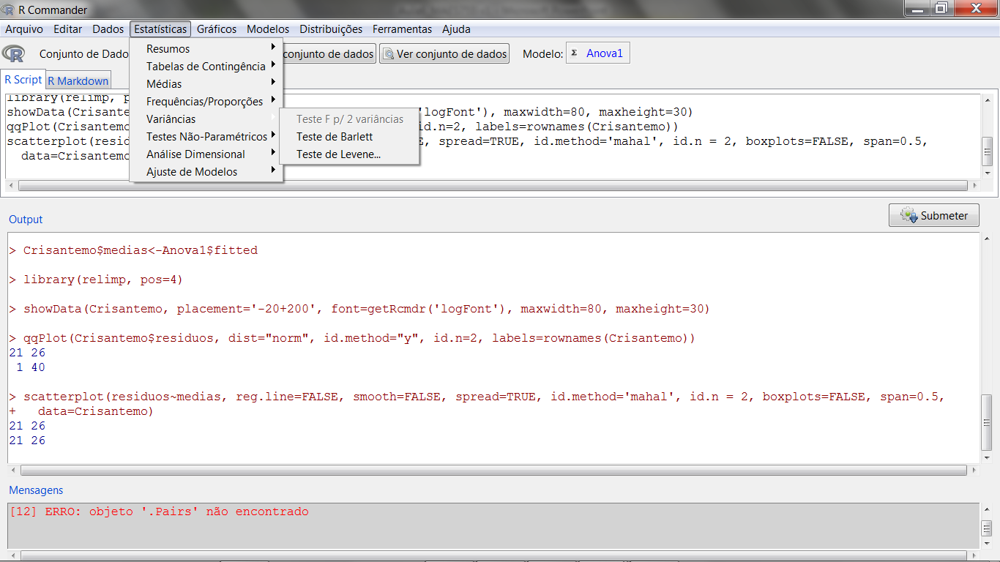 R Commander
Arquivo Editar Dados Estatísticas Gráficos Modelos Distribuições Ferramentas Ajuda
Conjunto de Dado conjunto de dados Ver conjunto de dados Modelo: Σ Anova1
Resumos
Tabelas de Contingência
Médias
Frequências/Proporções
Variâncias
Testes Não-Paramétricos
Análise Dimensional
Ajuste de Modelos
Teste F p/ 2 variâncias
Teste de Barlett
Teste de Levene...
R Script R Markdown
library(relimp, p
showData(Crisante 'logFont'), maxwidth=80, maxheight=30)
qqPlot(Crisantemo id.n=2, labels=rownames(Crisantemo))
scatterplot(resid E, spread=TRUE, id.method='mahal', id.n = 2, boxplots=FALSE, span=0.5,
data=Crisantemo
Output
Submeter
> Crisantemo$medias<-Anova1$fitted
> library(relimp, pos=4)
> showData(Crisantemo, placement='-20+200', font=getRcmdr('logFont'), maxwidth=80, maxheight=30)
> qqPlot(Crisantemo$residuos, dist="norm", id.method="y", id.n=2, labels=rownames(Crisantemo))
21 26
1 40
> scatterplot(residuos~medias, reg.line=FALSE, smooth=FALSE, spread=TRUE, id.method='mahal', id.n = 2, boxplots=FALSE, span=0.5,
+ data=Crisantemo)
21 26
21 26
Mensagens
[12] ERRO: objeto '.Pairs' não encontrado